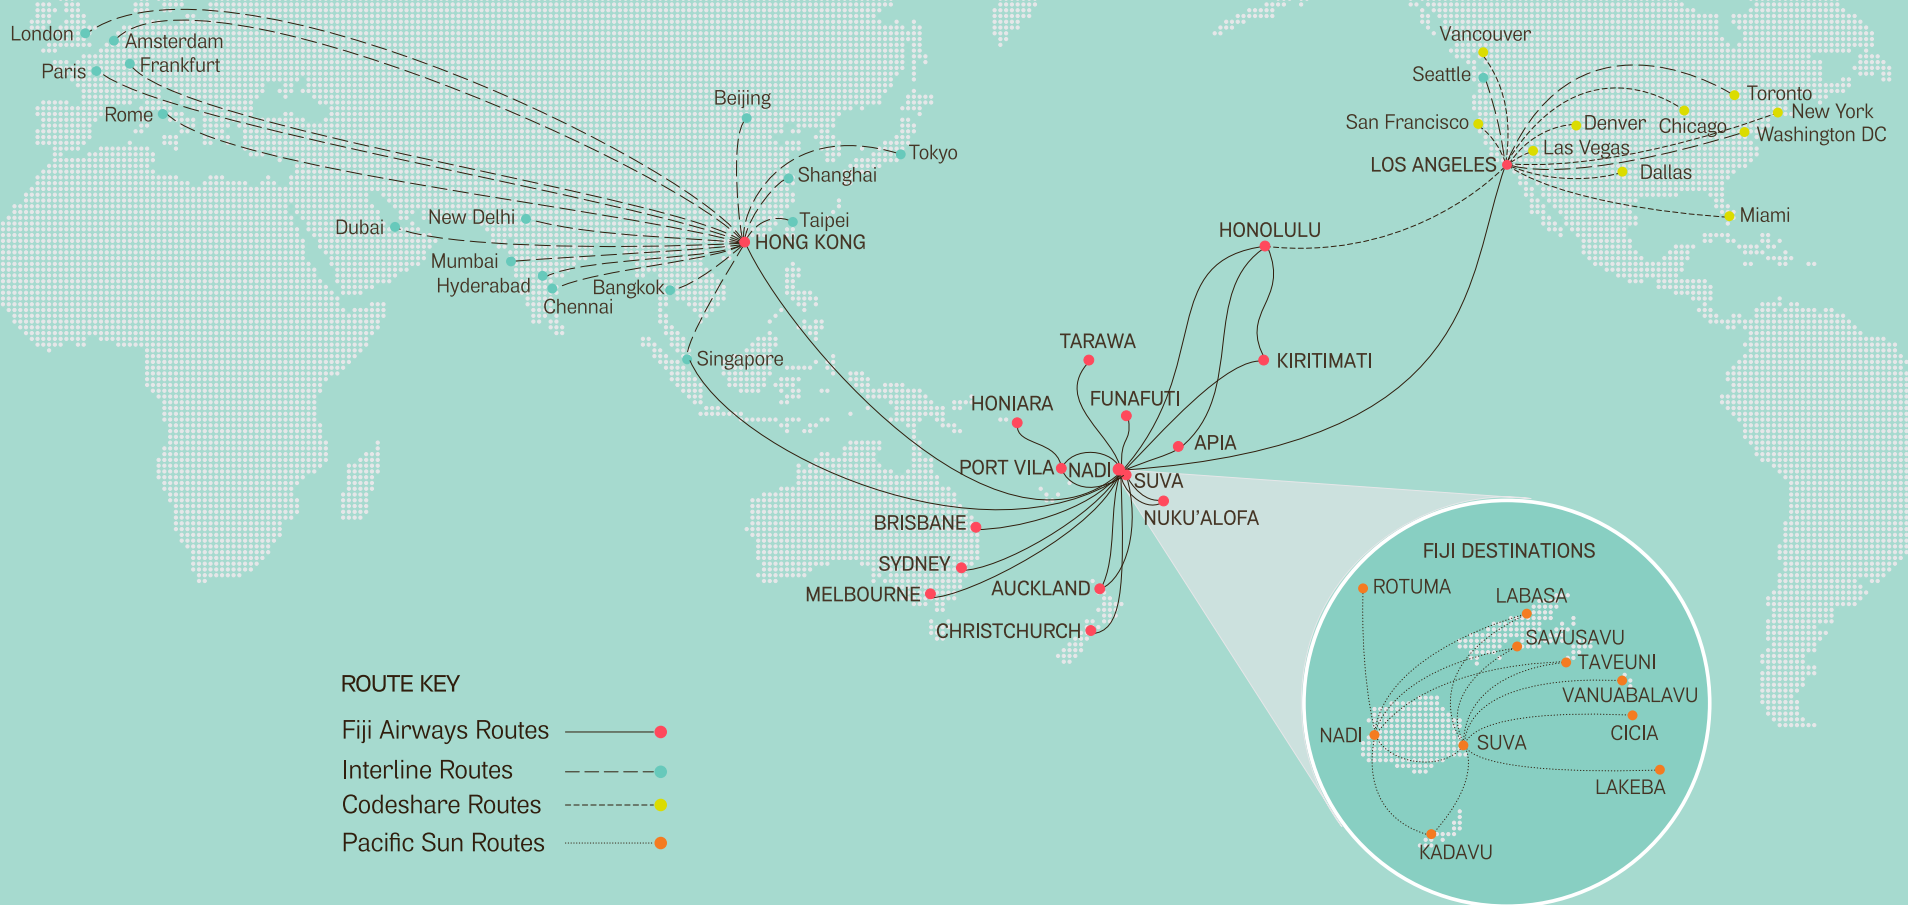 London
Amsterdam
Paris
Frankfurt
Rome
Beijing
Tokyo
Shanghai
Dubai
New Delhi
Taipei
HONG KONG
Mumbai
Hyderabad
Bangkok
Chennai
Singapore
Vancouver
Seattle
Toronto
New York
San Francisco
Denver
Chicago
Washington DC
Las Vegas
LOS ANGELES
Dallas
Miami
HONOLULU
TARAWA
KIRITIMATI
HONIARA
FUNAFUTI
APIA
PORT VILA
NADI
SUVA
NUKU'ALOFA
BRISBANE
SYDNEY
MELBOURNE
AUCKLAND
CHRISTCHURCH
FIJI DESTINATIONS
ROTUMA
LABASA
SAVUSAVU
TAVEUNI
VANUABALAVU
NADI
SUVA
CICIA
LAKEBA
KADAVU
ROUTE KEY
Fiji Airways Routes
Interline Routes
Codeshare Routes
Pacific Sun Routes